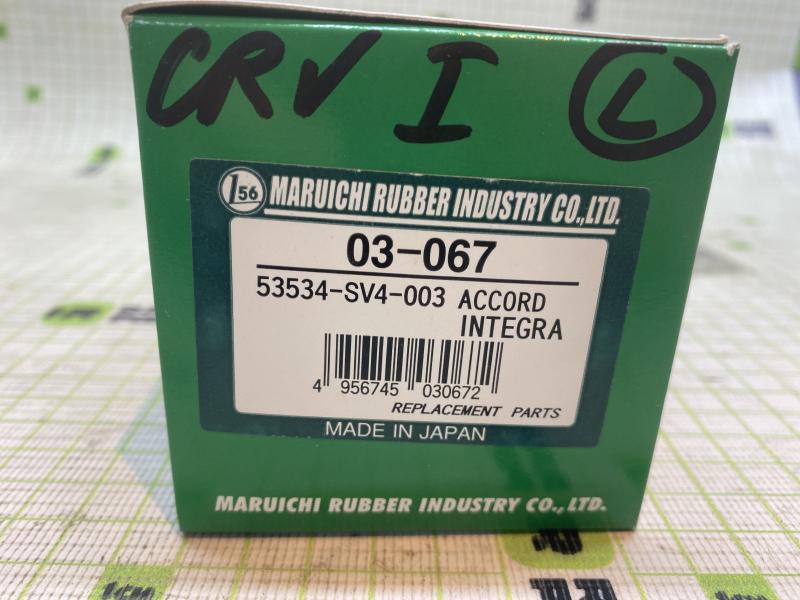 CRV I L
156 MARUICHI RUBBER INDUSTRY CO.,LTD.
03-067
53534-SV4-003 ACCORD
INTEGRA
4 956745 030672
REPLACEMENT PARTS
MADE IN JAPAN
MARUICHI RUBBER INDUSTRY CO., LTD.